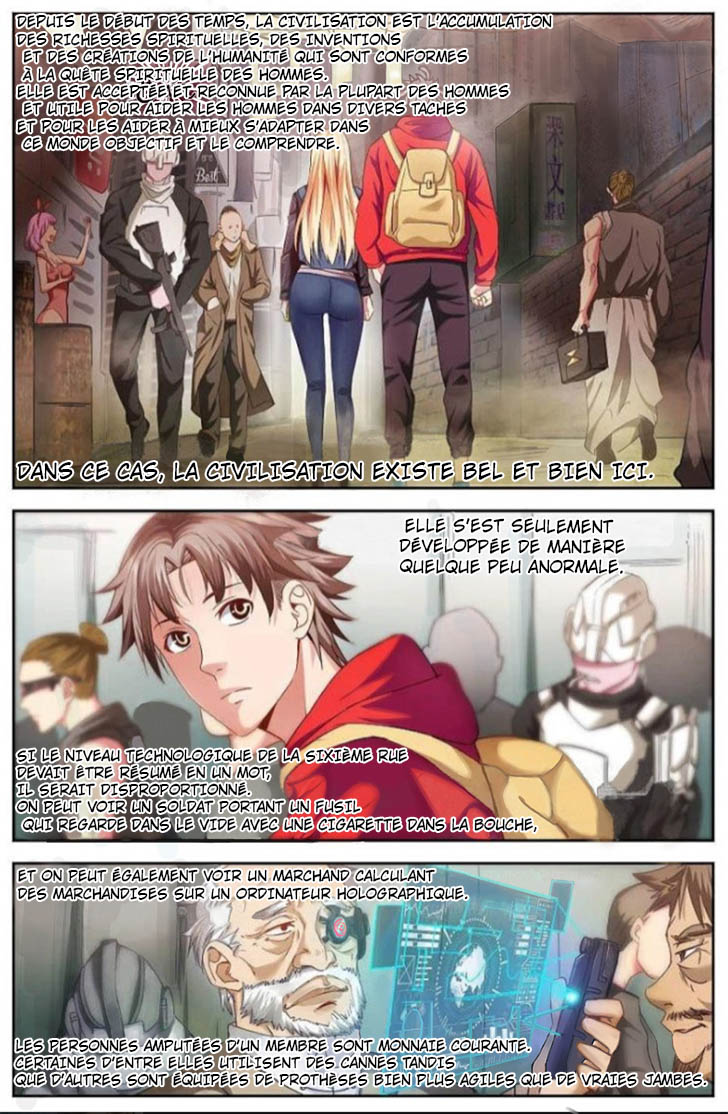 DEPUIS LE DÉBUT DES TEMPS, LA CIVILISATION EST L'ACCUMULATION
DES RICHESSES SPIRITUELLES, DES INVENTIONS
ET DES CRÉATIONS DE L'HUMANITÉ QUI SONT CONFORMES
À LA QUÊTE SPIRITUELLE DES HOMMES.
ELLE EST ACCEPTÉE ET RECONNUE PAR LA PLUPART DES HOMMES
ET UTILE POUR AIDER LES HOMMES DANS DIVERS TACHES
ET POUR LES AIDER À MIEUX S'ADAPTER DANS
CE MONDE OBJECTIF ET LE COMPRENDRE.
Best
DANS CE CAS, LA CIVILISATION EXISTE BEL ET BIEN ICI.
ELLE S'EST SEULEMENT
DÉVELOPPÉE DE MANIÈRE
QUELQUE PEU ANORMALE.
SI LE NIVEAU TECHNOLOGIQUE DE LA SIXIÈME RUE
DEVAIT ÊTRE RÉSUMÉ EN UN MOT,
IL SERAIT DISPROPORTIONNÉ.
ON PEUT VOIR UN SOLDAT PORTANT UN FUSIL
QUI REGARDE DANS LE VIDE AVEC UNE CIGARETTE DANS LA BOUCHE,
ET ON PEUT ÉGALEMENT VOIR UN MARCHAND CALCULANT
DES MARCHANDISES SUR UN ORDINATEUR HOLOGRAPHIQUE.
LES PERSONNES AMPUTÉES D'UN MEMBRE SONT MONNAIE COURANTE.
CERTAINES D'ENTRE ELLES UTILISENT DES CANNES TANDIS
QUE D'AUTRES SONT ÉQUIPÉES DE PROTHÈSES BIEN PLUS AGILES QUE DE VRAIES JAMBES.